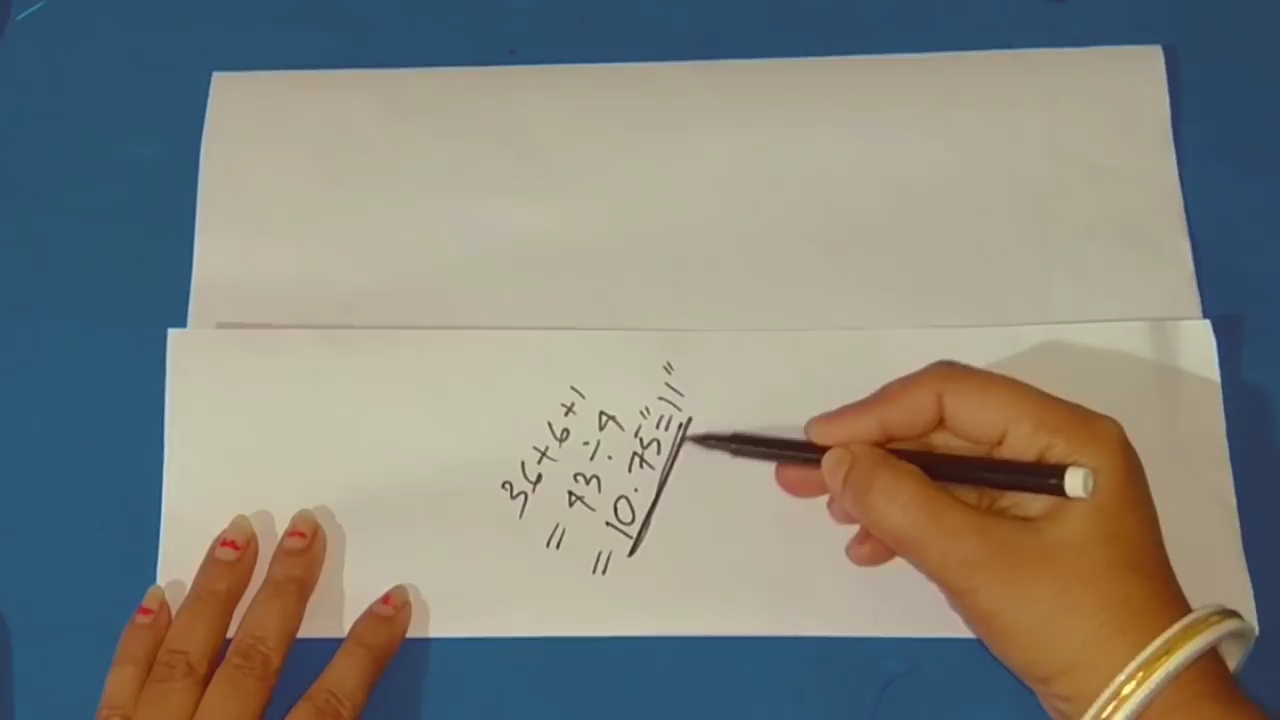 36+6+1
= 43÷4
= 10.75"=11"